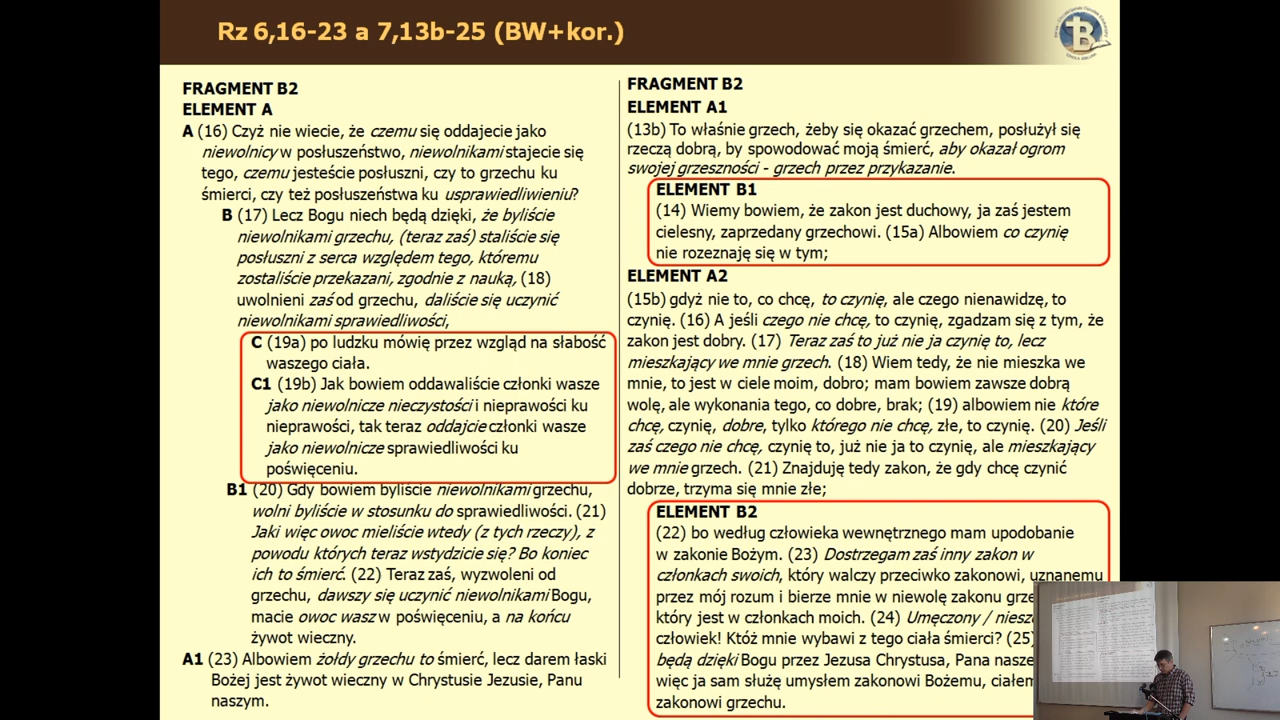 Rz 6,16-23 a 7,13b-25 (BW+kor.)
FRAGMENT B2
ELEMENT A
A (16) Czyż nie wiecie, że czemu się oddajecie jako
niewolnicy w posłuszeństwo, niewolnikami stajecie się
tego, czemu jesteście posłuszni, czy to grzechu ku
śmierci, czy też posłuszeństwa ku usprawiedliwieniu?
B (17) Lecz Bogu niech będą dzięki, że byliście
niewolnikami grzechu, (teraz zaś) staliście się
posłuszni z serca względem tego, któremu
zostaliście przekazani, zgodnie z nauką, (18)
uwolnieni zaś od grzechu, daliście się uczynić
niewolnikami sprawiedliwości,
C (19a) po ludzku mówię przez wzgląd na słabość
waszego ciała.
C1 (19b) Jak bowiem oddawaliście członki wasze
jako niewolnicze nieczystości i nieprawości ku
nieprawości, tak teraz oddajcie członki wasze
jako niewolnicze sprawiedliwości ku
poświęceniu.
B1 (20) Gdy bowiem byliście niewolnikami grzechu,
wolni byliście w stosunku do sprawiedliwości. (21)
Jaki więc owoc mieliście wtedy (z tych rzeczy), z
powodu których teraz wstydzicie się? Bo koniec
ich to śmierć. (22) Teraz zaś, wyzwoleni od
grzechu, dawszy się uczynić niewolnikami Bogu,
macie owoc wasz w poświęceniu, a na końcu
żywot wieczny.
A1 (23) Albowiem żołdy grzechu to śmierć, lecz darem łaski
Bożej jest żywot wieczny w Chrystusie Jezusie, Panu
naszym.
FRAGMENT B2
ELEMENT A1
(13b) To właśnie grzech, żeby się okazać grzechem, posłużył się
rzeczą dobrą, by spowodować moją śmierć, aby okazał ogrom
swojej grzeszności - grzech przez przykazanie.
ELEMENT B1
(14) Wiemy bowiem, że zakon jest duchowy, ja zaś jestem
cielesny, zaprzedany grzechowi. (15a) Albowiem co czynię
nie rozeznaję się w tym;
ELEMENT A2
(15b) gdyż nie to, co chcę, to czynię, ale czego nienawidzę, to
czynię. (16) A jeśli czego nie chcę, to czynię, zgadzam się z tym, że
zakon jest dobry. (17) Teraz zaś to już nie ja czynię to, lecz
mieszkający we mnie grzech. (18) Wiem tedy, że nie mieszka we
mnie, to jest w ciele moim, dobro; mam bowiem zawsze dobrą
wolę, ale wykonania tego, co dobre, brak; (19) albowiem nie które
chcę, czynię, dobre, tylko którego nie chcę, złe, to czynię. (20) Jeśli
zaś czego nie chcę, czynię to, już nie ja to czynię, ale mieszkający
we mnie grzech. (21) Znajduję tedy zakon, że gdy chcę czynić
dobrze, trzyma się mnie złe;
ELEMENT B2
(22) bo według człowieka wewnętrznego mam upodobanie
w zakonie Bożym. (23) Dostrzegam zaś inny zakon w
członkach swoich, który walczy przeciwko zakonowi, uznanemu
przez mój rozum i bierze mnie w niewolę zakonu grze
który jest w członkach moich. (24) Umęczony / niesz
człowiek! Któż mnie wybawi z tego ciała śmierci? (25)
będą dzięki Bogu przez Jezusa Chrystusa, Pana nasze
więc ja sam służę umysłem zakonowi Bożemu, ciałem
zakonowi grzechu.